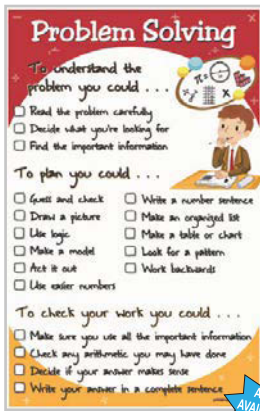 Problem Solving
To understand the
problem you could . . .
Read the problem carefully
Decide what you're looking for
Find the important information
To plan you could . . .
Guess and check
Draw a picture
Use logic
Make a model
Act it out
Use easier numbers
Write a number sentence
Make an organized list
Make a table or chart
Look for a pattern
Work backwards
To check your work you could . . .
Make sure you use all the important information
Check any arithmetic you may have done
Decide if your answer makes sense
Write your answer in a complete sentence